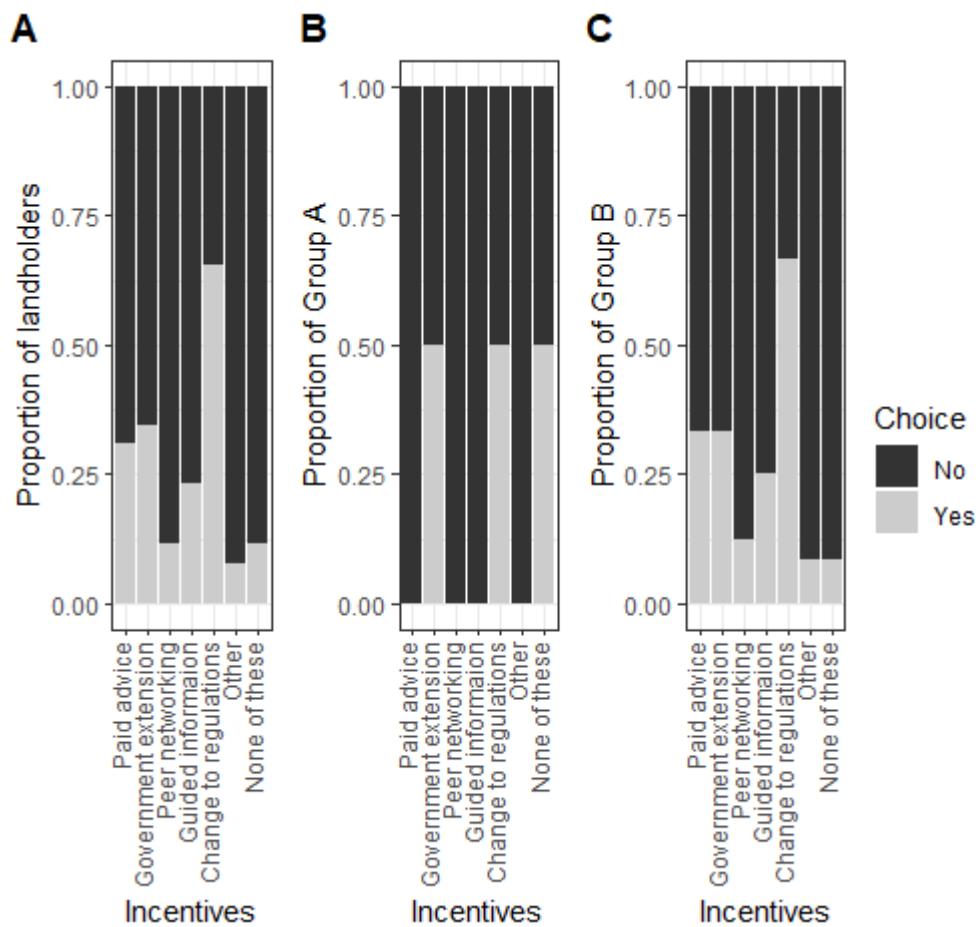 A
B
C
Proportion of landholders
1.00
0.75
0.50
0.25
0.00
Paid advice
Government extension
Peer networking
Guided informaion
Change to regulations
Other
None of these
Incentives
Proportion of Group A
1.00
0.75
0.50
0.25
0.00
Paid advice
Government extension
Peer networking
Guided informaion
Change to regulations
Other
None of these
Incentives
Proportion of Group B
1.00
0.75
0.50
0.25
0.00
Paid advice
Government extension
Peer networking
Guided informaion
Change to regulations
Other
None of these
Incentives
Choice
No
Yes